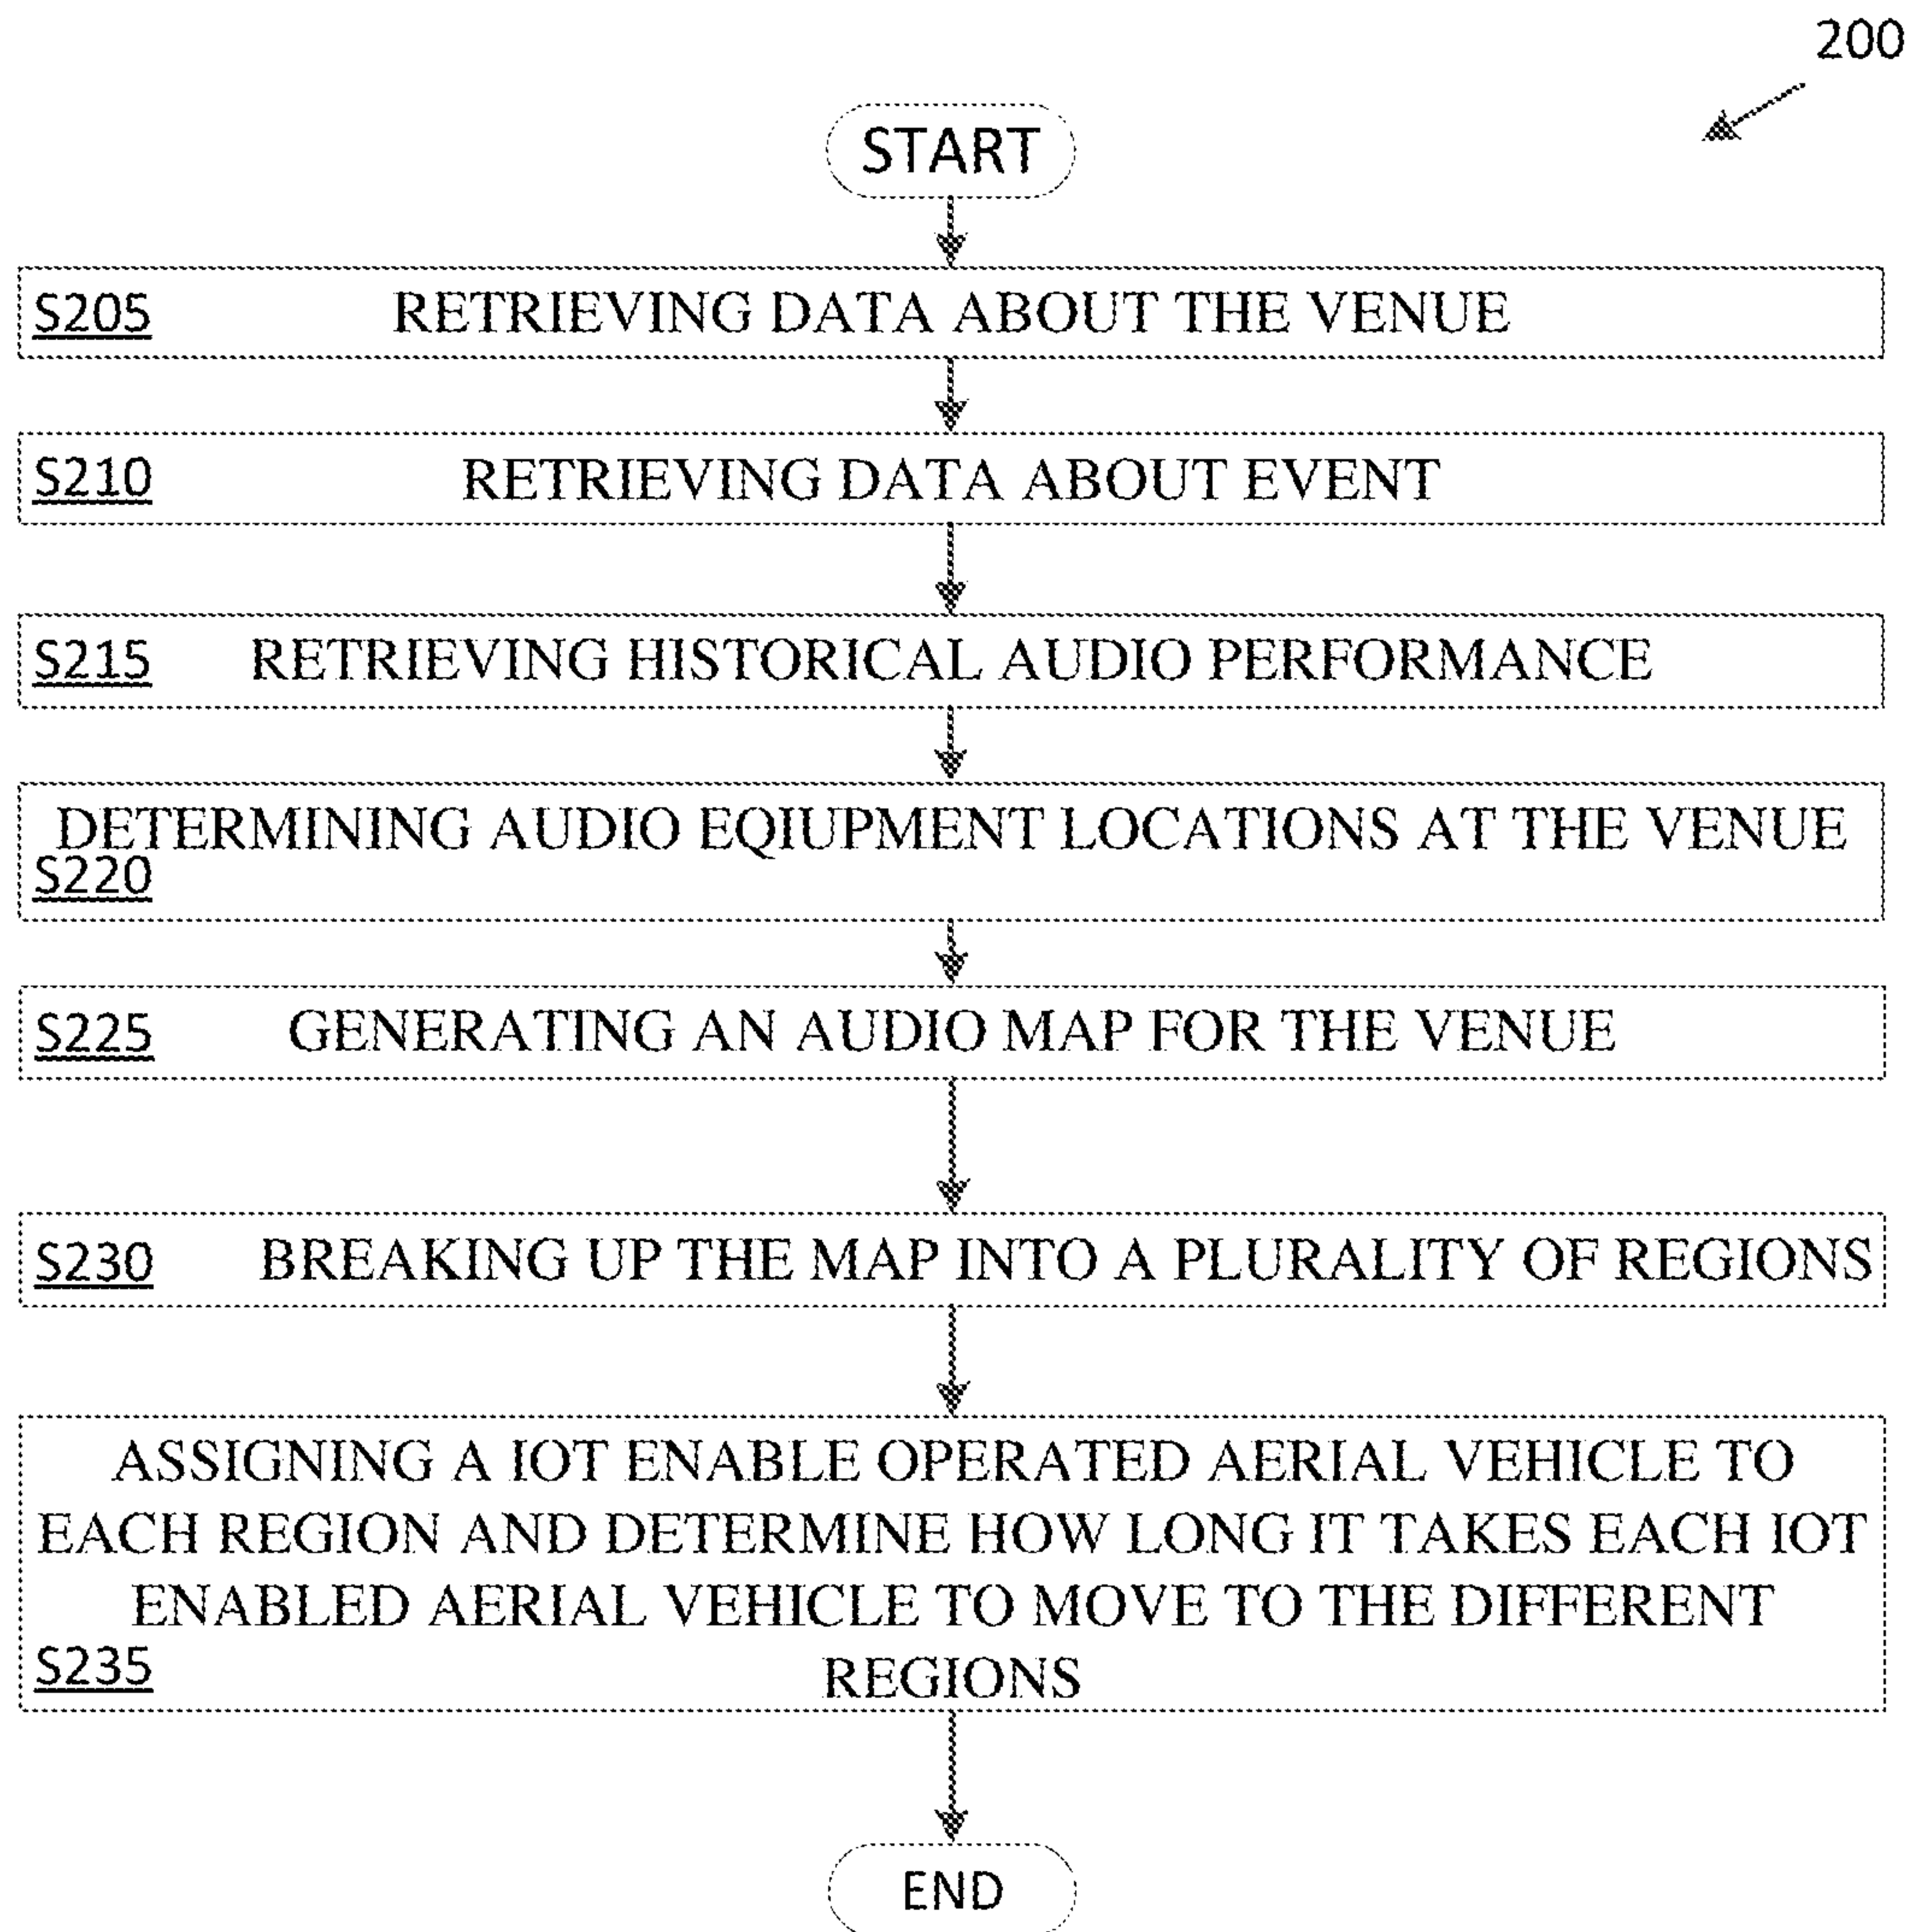 200
START
S205 RETRIEVING DATA ABOUT THE VENUE
S210 RETRIEVING DATA ABOUT EVENT
S215 RETRIEVING HISTORICAL AUDIO PERFORMANCE
DETERMINING AUDIO EQIUPMENT LOCATIONS AT THE VENUE
S220
S225 GENERATING AN AUDIO MAP FOR THE VENUE
S230 BREAKING UP THE MAP INTO A PLURALITY OF REGIONS
ASSIGNING A IOT ENABLE OPERATED AERIAL VEHICLE TO
EACH REGION AND DETERMINE HOW LONG IT TAKES EACH IOT
ENABLED AERIAL VEHICLE TO MOVE TO THE DIFFERENT
S235 REGIONS
END